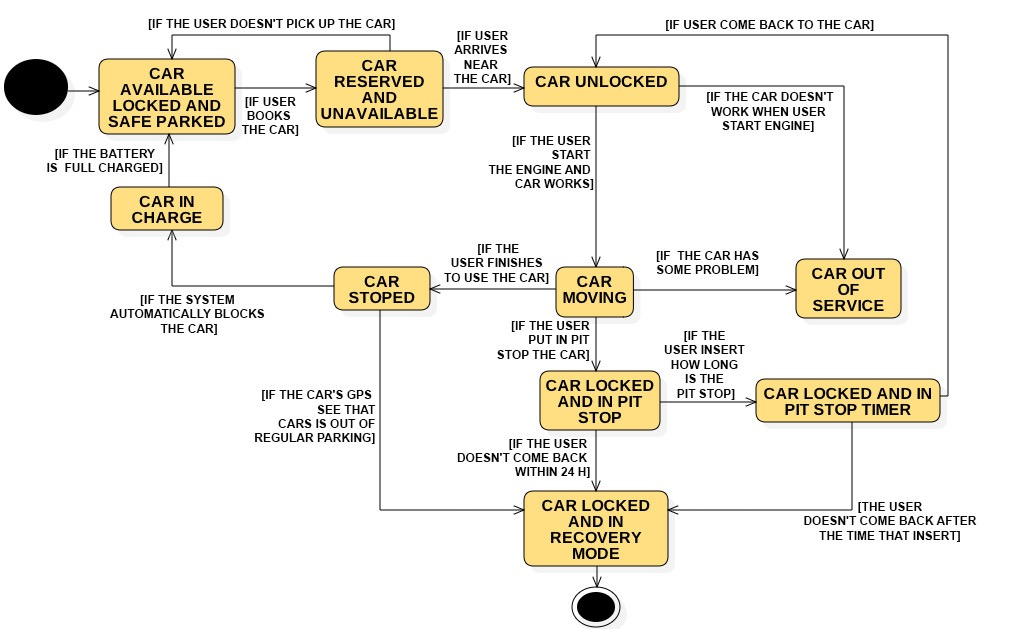 [IF THE USER DOESN'T PICK UP THE CAR]
[IF USER COME BACK TO THE CAR]
CAR
AVAILABLE
LOCKED AND
SAFE PARKED
[IF USER
BOOKS
THE CAR]
CAR
RESERVED
AND
UNAVAILABLE
[IF USER
ARRIVES
NEAR
THE CAR]
CAR UNLOCKED
[IF THE CAR DOESN'T
WORK WHEN USER
START ENGINE]
[IF THE USER
START
THE ENGINE AND
CAR WORKS]
[IF THE BATTERY
IS  FULL CHARGED]
CAR IN
CHARGE
[IF THE SYSTEM
AUTOMATICALLY BLOCKS
THE CAR]
CAR
STOPED
[IF THE
USER FINISHES
TO USE THE CAR]
CAR
MOVING
[IF  THE CAR HAS
SOME PROBLEM]
CAR OUT
OF
SERVICE
[IF THE USER
PUT IN PIT
STOP THE CAR]
[IF THE
USER INSERT
HOW LONG
IS THE
PIT STOP]
CAR LOCKED
AND IN PIT
STOP
CAR LOCKED AND IN
PIT STOP TIMER
[IF THE CAR'S GPS
SEE THAT
CARS IS OUT OF
REGULAR PARKING]
[IF THE USER
DOESN'T COME BACK
WITHIN 24 H]
CAR LOCKED
AND IN
RECOVERY
MODE
[THE USER
DOESN'T COME BACK AFTER
THE TIME THAT INSERT]